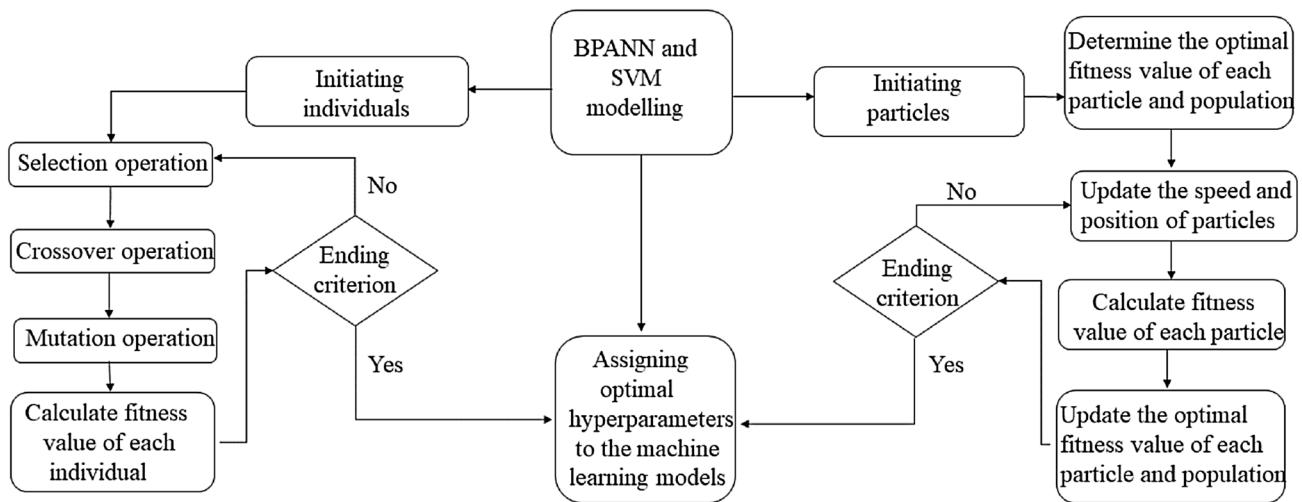 BPANN and
SVM
modelling
Initiating
individuals
Selection operation
Crossover operation
Mutation operation
Calculate fitness
value of each
individual
No
Ending
criterion
Yes
Initiating
particles
Determine the optimal
fitness value of each
particle and population
Update the speed and
position of particles
Calculate fitness
value of each particle
Update the optimal
fitness value of each
particle and population
No
Ending
criterion
Yes
Assigning
optimal
hyperparameters
to the machine
learning models